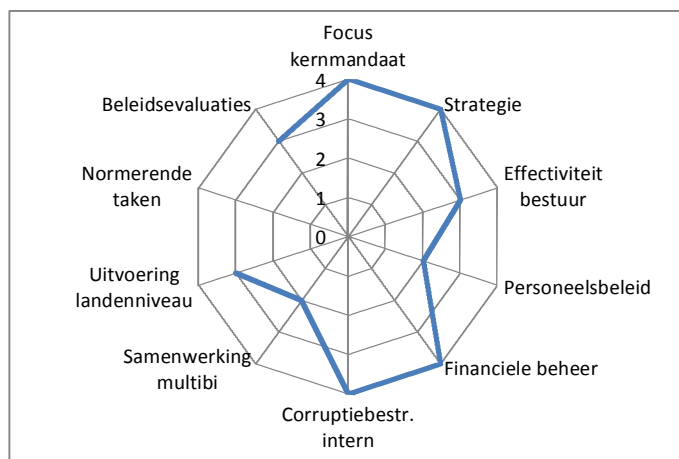 Focus
kernmandaat
Strategie
Effectiviteit
bestuur
Personeelsbeleid
Financiele beheer
Corruptiebestr.
intern
Samenwerking
multibi
Uitvoering
landenniveau
Normerende
taken
Beleidsevaluaties
4
3
2
1
0